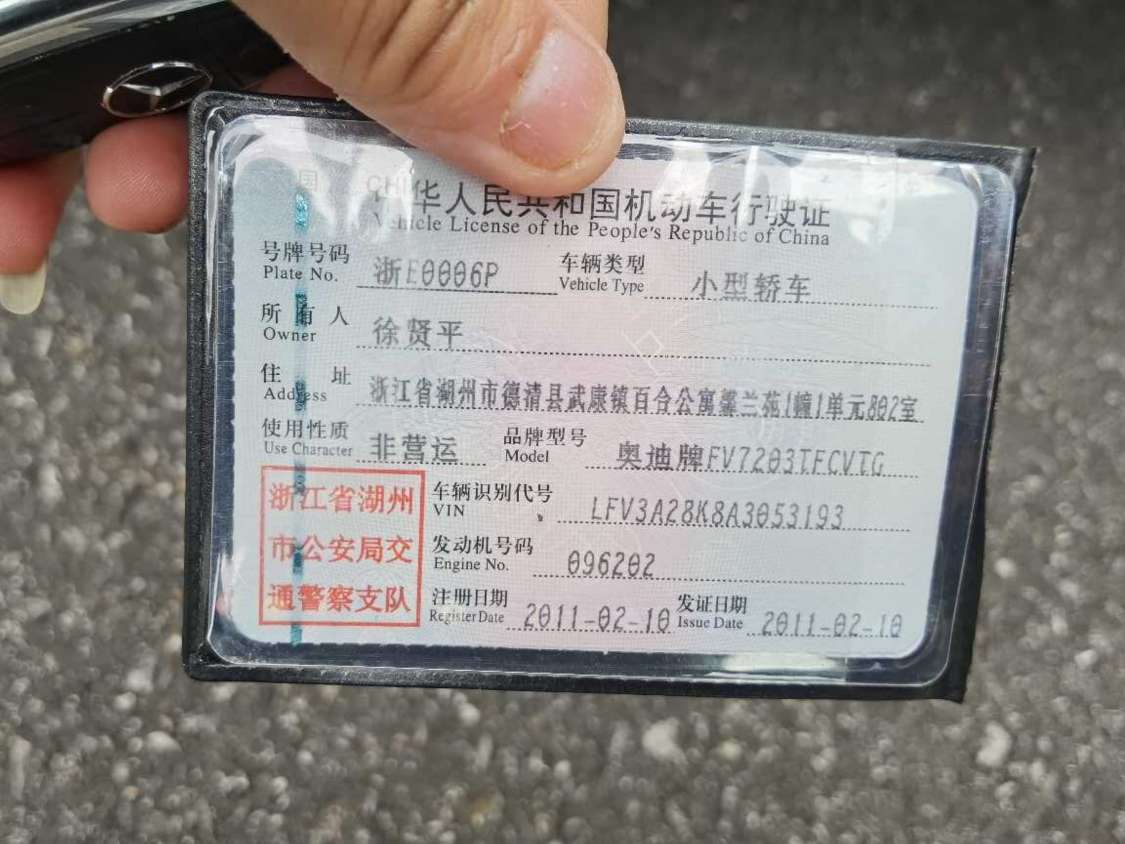 华人民共和国机动车行驶证
Vehicle License of the People's Republic of China
号牌号码 浙E0006P 车辆类型 小型轿车
Plate No. Vehicle Type
所有人 徐贤平
Owner
住址 浙江省湖州市德清县武康镇百合公寓馨兰苑1幢1单元802室
Address
使用性质 非营运 品牌型号 奥迪牌FV7203TFCVTG
Use Character Model
浙江省湖州
市公安局交
通警察支队
车辆识别代号 LFV3A28K8A3053193
VIN
发动机号码 096202
Engine No.
注册日期 2011-02-10 发证日期 2011-02-10
Register Date Issue Date